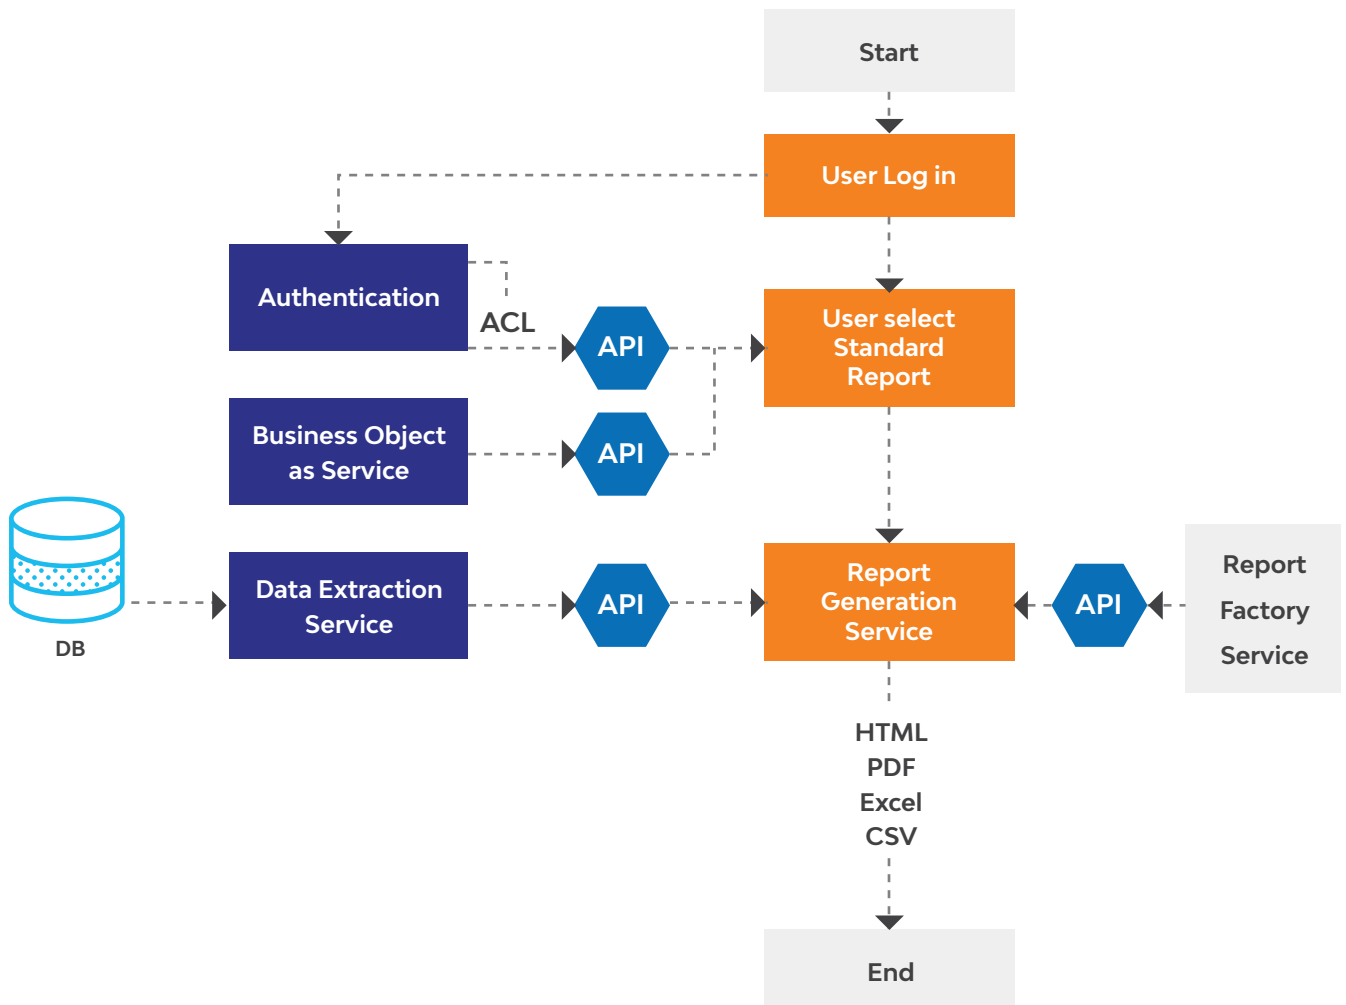 Start
User Log in
Authentication
ACL
API
User select
Standard
Report
Business Object
as Service
API
DB
Data Extraction
Service
API
Report
Generation
Service
API
Report
Factory
Service
HTML
PDF
Excel
CSV
End